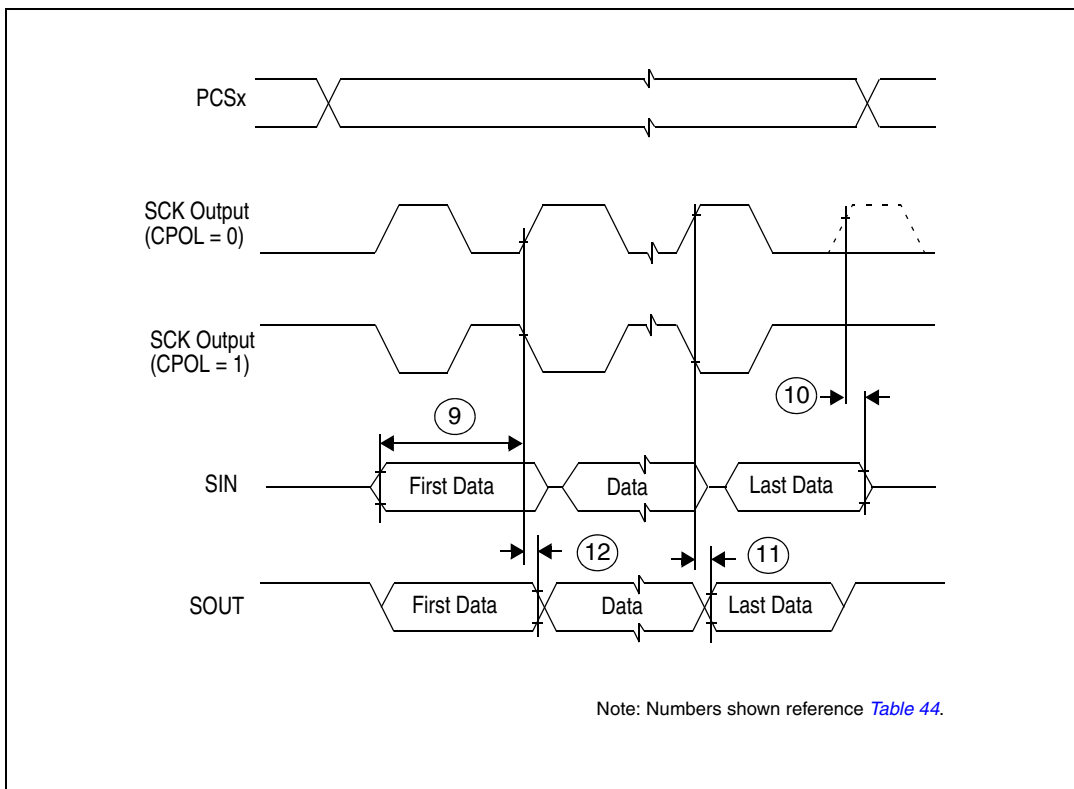 PCSx
SCK Output
(CPOL = 0)
SCK Output
(CPOL = 1)
10
9
SIN
First Data
Data
Last Data
12
11
SOUT
First Data
Data
Last Data
Note: Numbers shown reference Table 44.